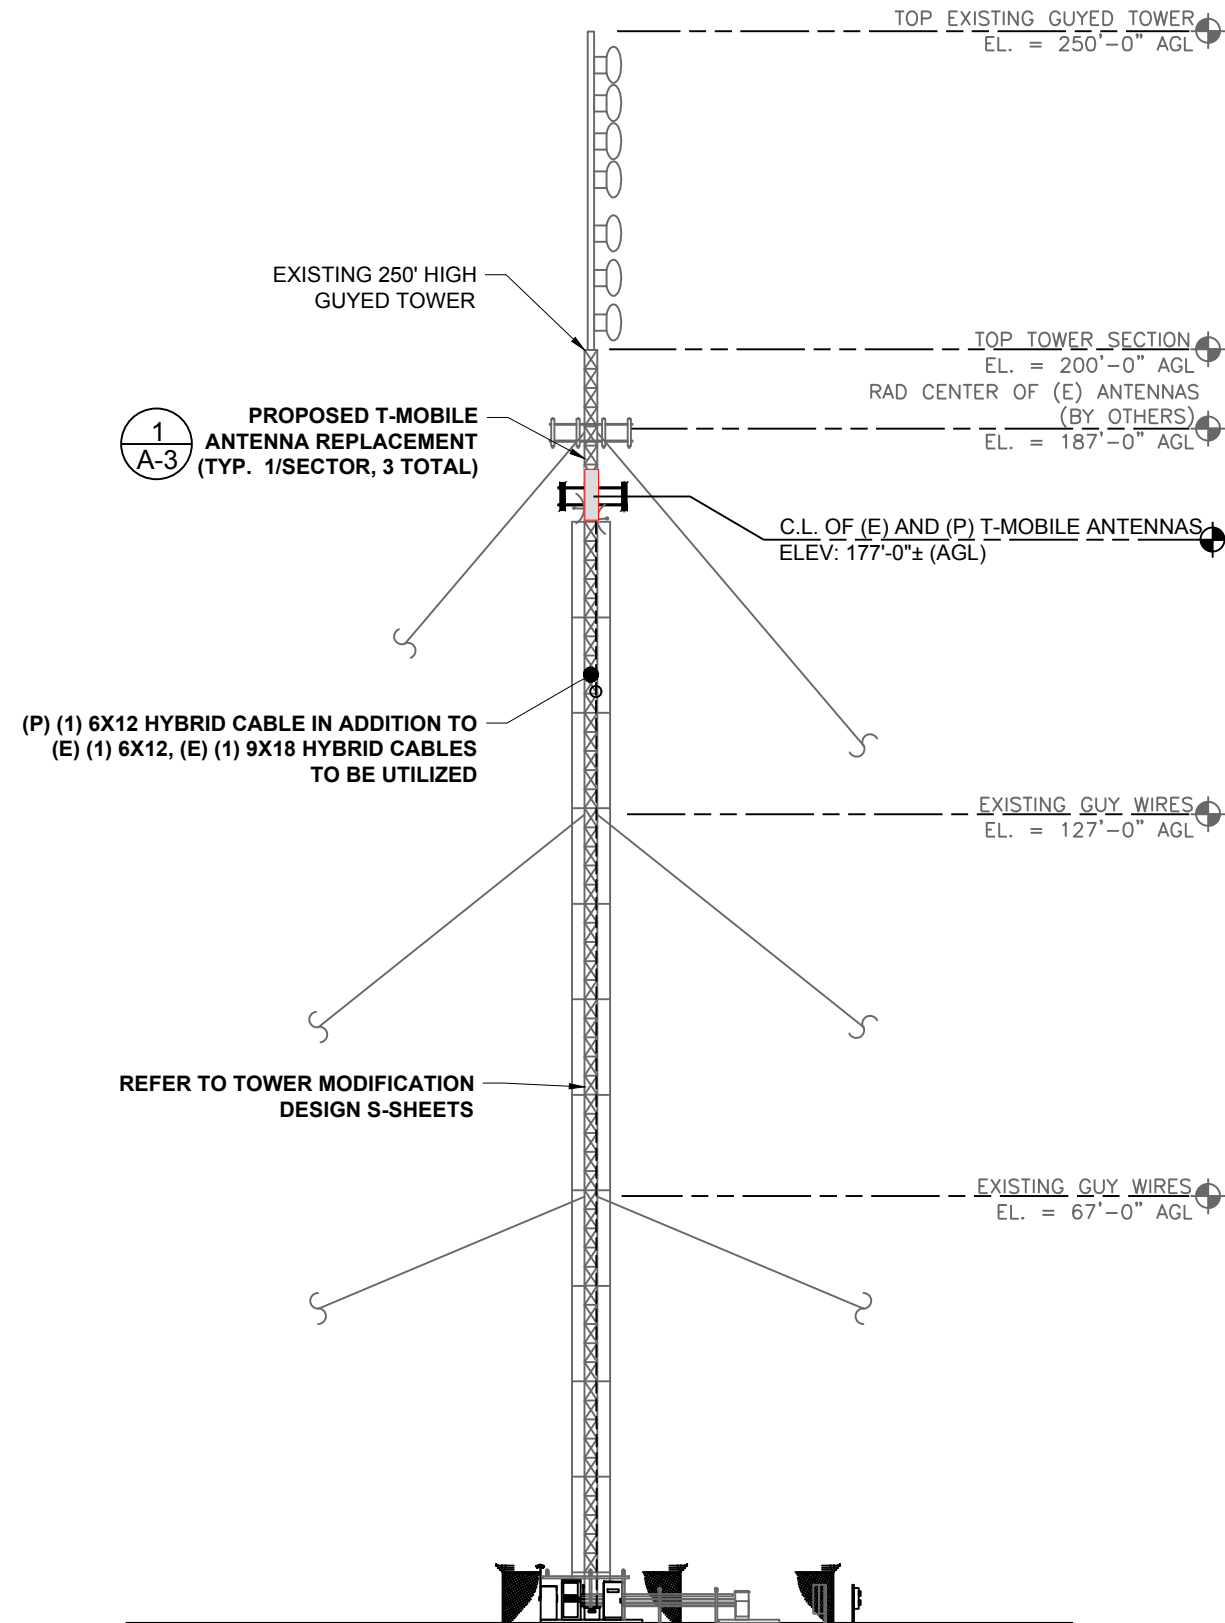 TOP EXISTING GUYED TOWER
EL. = 250'-0" AGL
EXISTING 250' HIGH
GUYED TOWER
TOP TOWER SECTION
EL. = 200'-0" AGL
RAD CENTER OF (E) ANTENNAS
(BY OTHERS)
EL. = 187'-0" AGL
1
A-3
PROPOSED T-MOBILE
ANTENNA REPLACEMENT
(TYP. 1/SECTOR, 3 TOTAL)
C.L. OF (E) AND (P) T-MOBILE ANTENNAS
ELEV: 177'-0"± (AGL)
(P) (1) 6X12 HYBRID CABLE IN ADDITION TO
(E) (1) 6X12, (E) (1) 9X18 HYBRID CABLES
TO BE UTILIZED
EXISTING GUY WIRES
EL. = 127'-0" AGL
REFER TO TOWER MODIFICATION
DESIGN S-SHEETS
EXISTING GUY WIRES
EL. = 67'-0" AGL